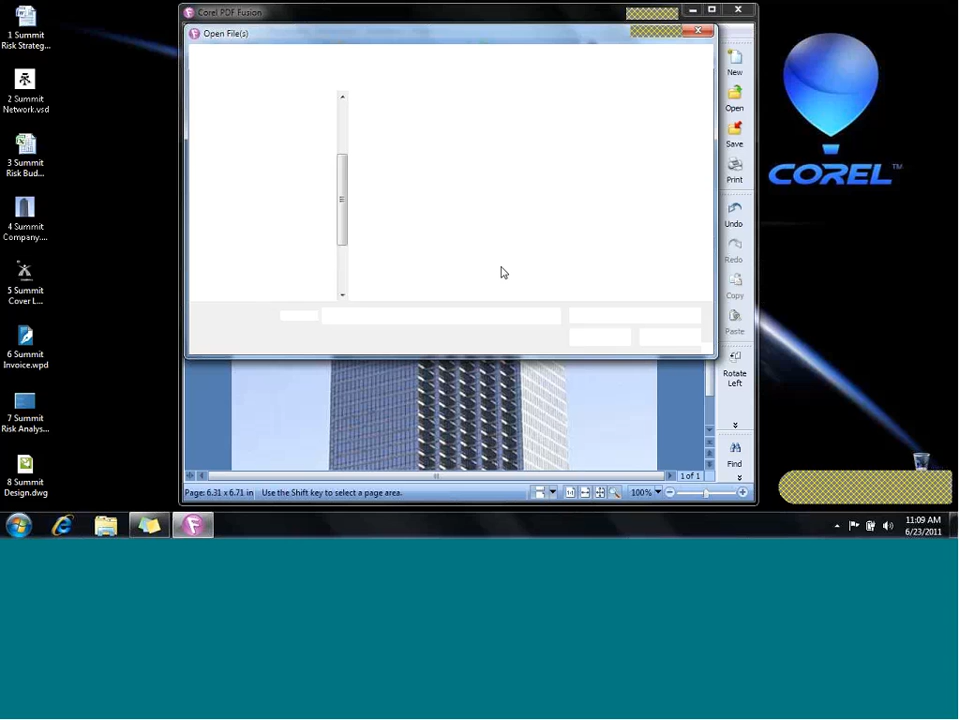 Corel PDF Fusion
Open File(s)
1 Summit
Risk Strateg...
2 Summit
Network.vsd
3 Summit
Risk Bud...
4 Summit
Company....
5 Summit
Cover L...
6 Summit
Invoice.wpd
7 Summit
Risk Analys...
8 Summit
Design.dwg
New
Open
Save
Print
Undo
Redo
Copy
Paste
Rotate
Left
Find
COREL™
1 of 1
Page: 6.31 x 6.71 in
Use the Shift key to select a page area.
100%
11:09 AM
6/23/2011